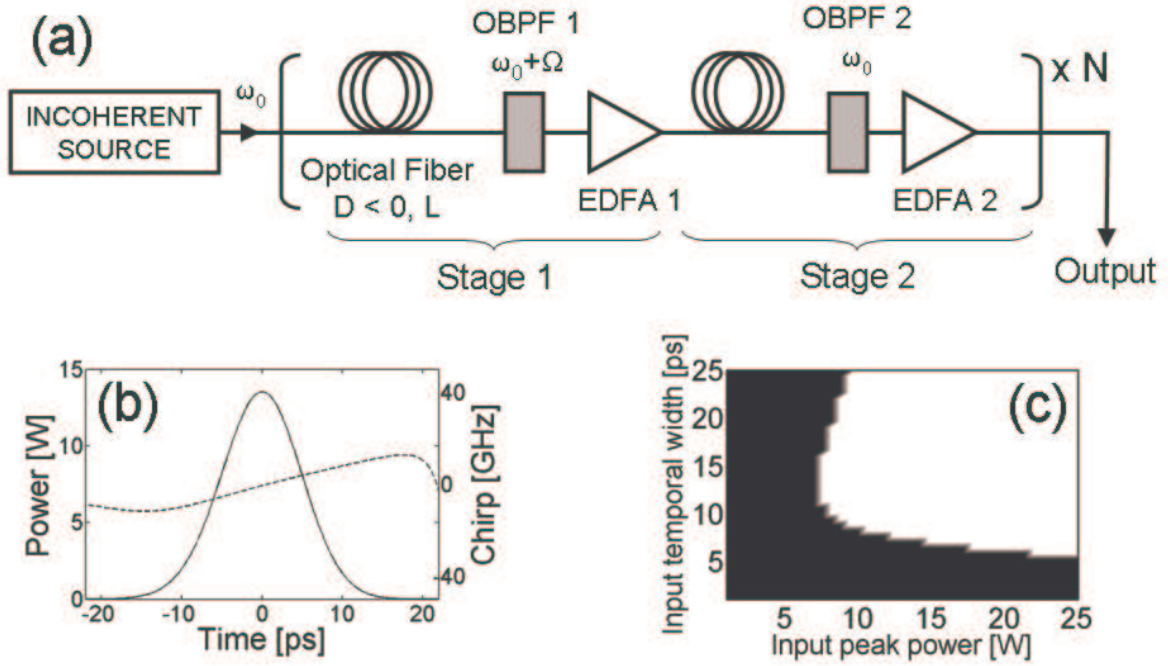 (a)
OBPF 1
OBPF 2
ω₀
ω₀+Ω
ω₀
x N
INCOHERENT
SOURCE
Optical Fiber
D < 0, L
EDFA 1
EDFA 2
Stage 1
Stage 2
Output
(b)
Power [W]
15
10
5
0
-20
-10
0
10
20
Time [ps]
40
0
-40
Chirp [GHz]
(c)
Input temporal width [ps]
25
20
15
10
5
5
10
15
20
25
Input peak power [W]